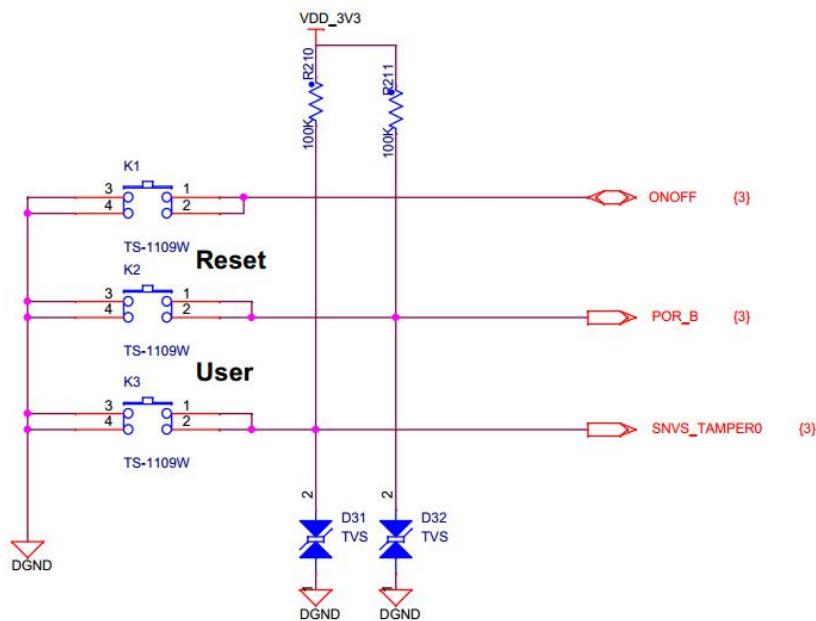 VDD_3V3
R210
R211
100K
100K
K1
3
1
ONOFF {3}
4
2
TS-1109W
Reset
K2
3
1
4
2
POR_B {3}
TS-1109W
User
K3
3
1
4
2
SNVS_TAMPER0 {3}
TS-1109W
2
2
D31
D32
TVS
TVS
DGND
1
1
DGND
DGND